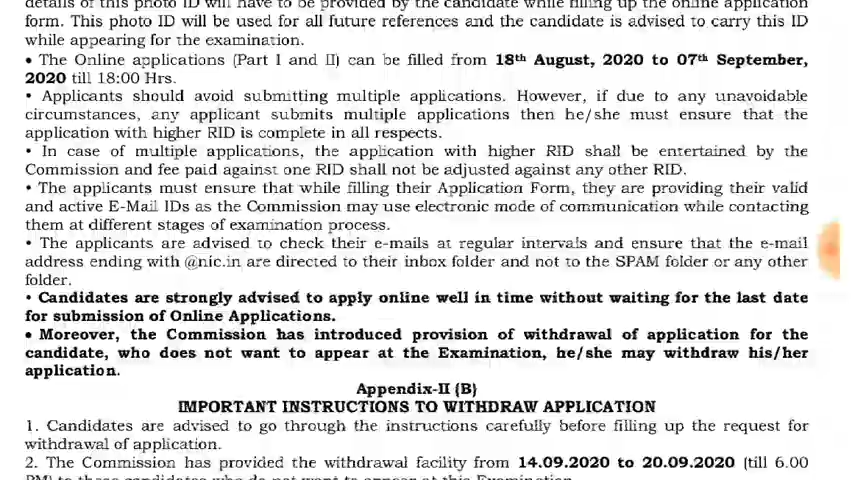 details of this photo ID will have to be provided by the candidate while filling up the online application
form. This photo ID will be used for all future references and the candidate is advised to carry this ID
while appearing for the examination.
• The Online applications (Part I and II) can be filled from 18th August, 2020 to 07th September,
2020 till 18:00 Hrs.
• Applicants should avoid submitting multiple applications. However, if due to any unavoidable
circumstances, any applicant submits multiple applications then he/she must ensure that the
application with higher RID is complete in all respects.
• In case of multiple applications, the application with higher RID shall be entertained by the
Commission and fee paid against one RID shall not be adjusted against any other RID.
• The applicants must ensure that while filling their Application Form, they are providing their valid
and active E-Mail IDs as the Commission may use electronic mode of communication while contacting
them at different stages of examination process.
• The applicants are advised to check their e-mails at regular intervals and ensure that the e-mail
address ending with @nic.in are directed to their inbox folder and not to the SPAM folder or any other
folder.
• Candidates are strongly advised to apply online well in time without waiting for the last date
for submission of Online Applications.
• Moreover, the Commission has introduced provision of withdrawal of application for the
candidate, who does not want to appear at the Examination, he/she may withdraw his/her
application.
Appendix-II (B)
IMPORTANT INSTRUCTIONS TO WITHDRAW APPLICATION
1. Candidates are advised to go through the instructions carefully before filling up the request for
withdrawal of application.
2. The Commission has provided the withdrawal facility from 14.09.2020 to 20.09.2020 (till 6.00
PM) to those candidates who do not want to appear at this Examination.